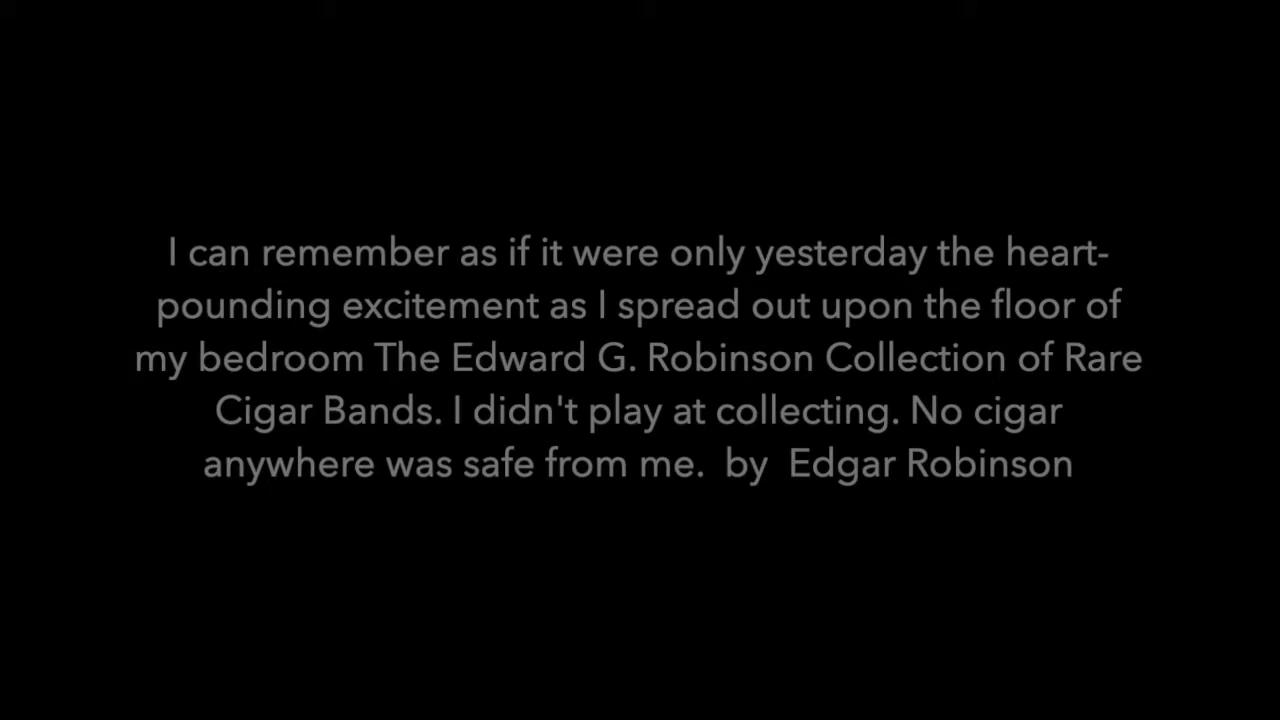 I can remember as if it were only yesterday the heart-
pounding excitement as I spread out upon the floor of
my bedroom The Edward G. Robinson Collection of Rare
Cigar Bands. I didn't play at collecting. No cigar
anywhere was safe from me.  by  Edgar Robinson